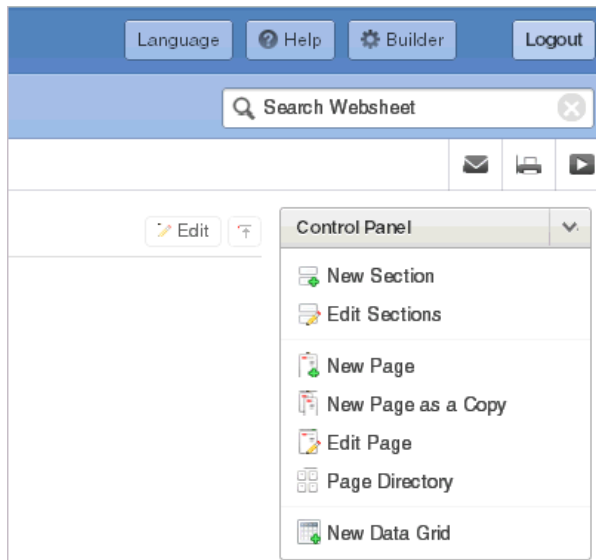 Language Help Builder Logout
Search Websheet
Edit
Control Panel
New Section
Edit Sections
New Page
New Page as a Copy
Edit Page
Page Directory
New Data Grid